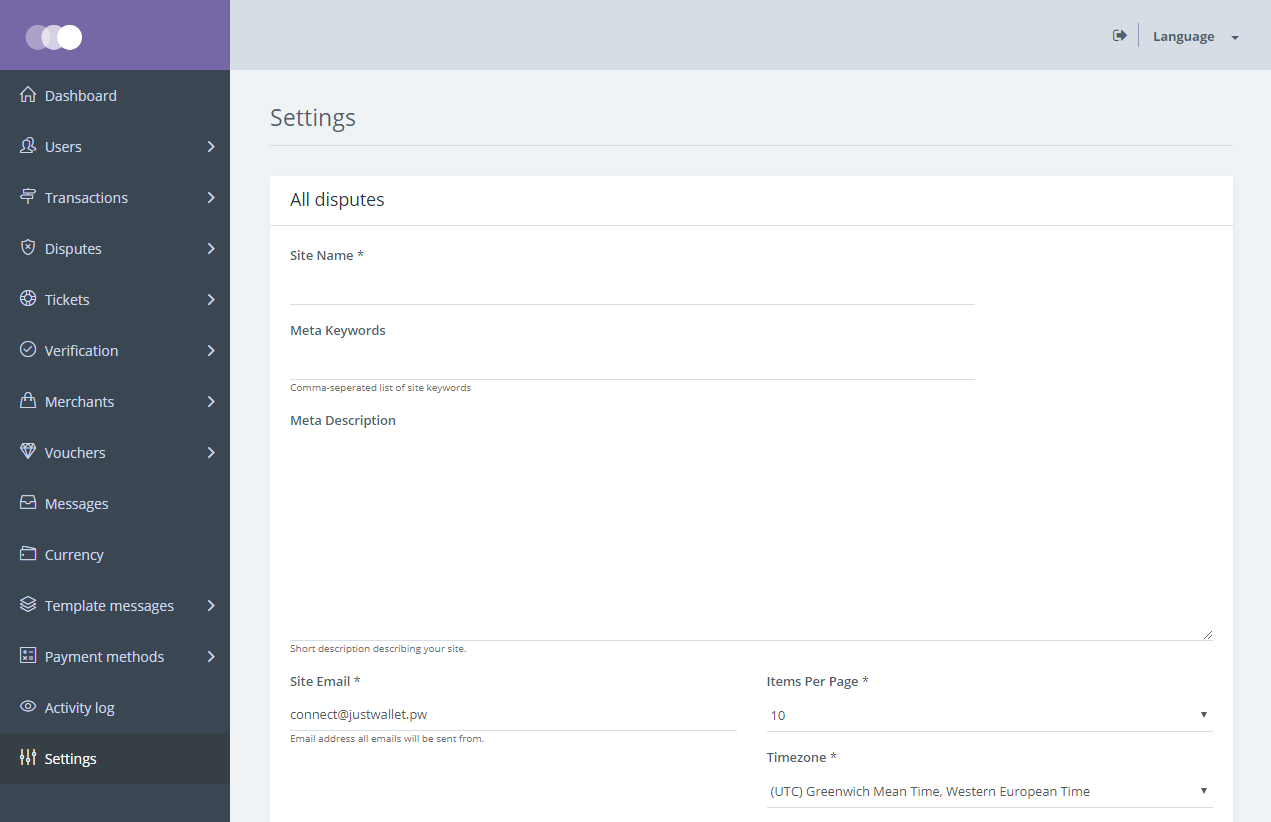 Language
Dashboard
Users
Transactions
Disputes
Tickets
Verification
Merchants
Vouchers
Messages
Currency
Template messages
Payment methods
Activity log
Settings
Settings
All disputes
Site Name *
Meta Keywords
Comma-seperated list of site keywords
Meta Description
Short description describing your site.
Site Email *
connect@justwallet.pw
Email address all emails will be sent from.
Items Per Page *
10
Timezone *
(UTC) Greenwich Mean Time, Western European Time